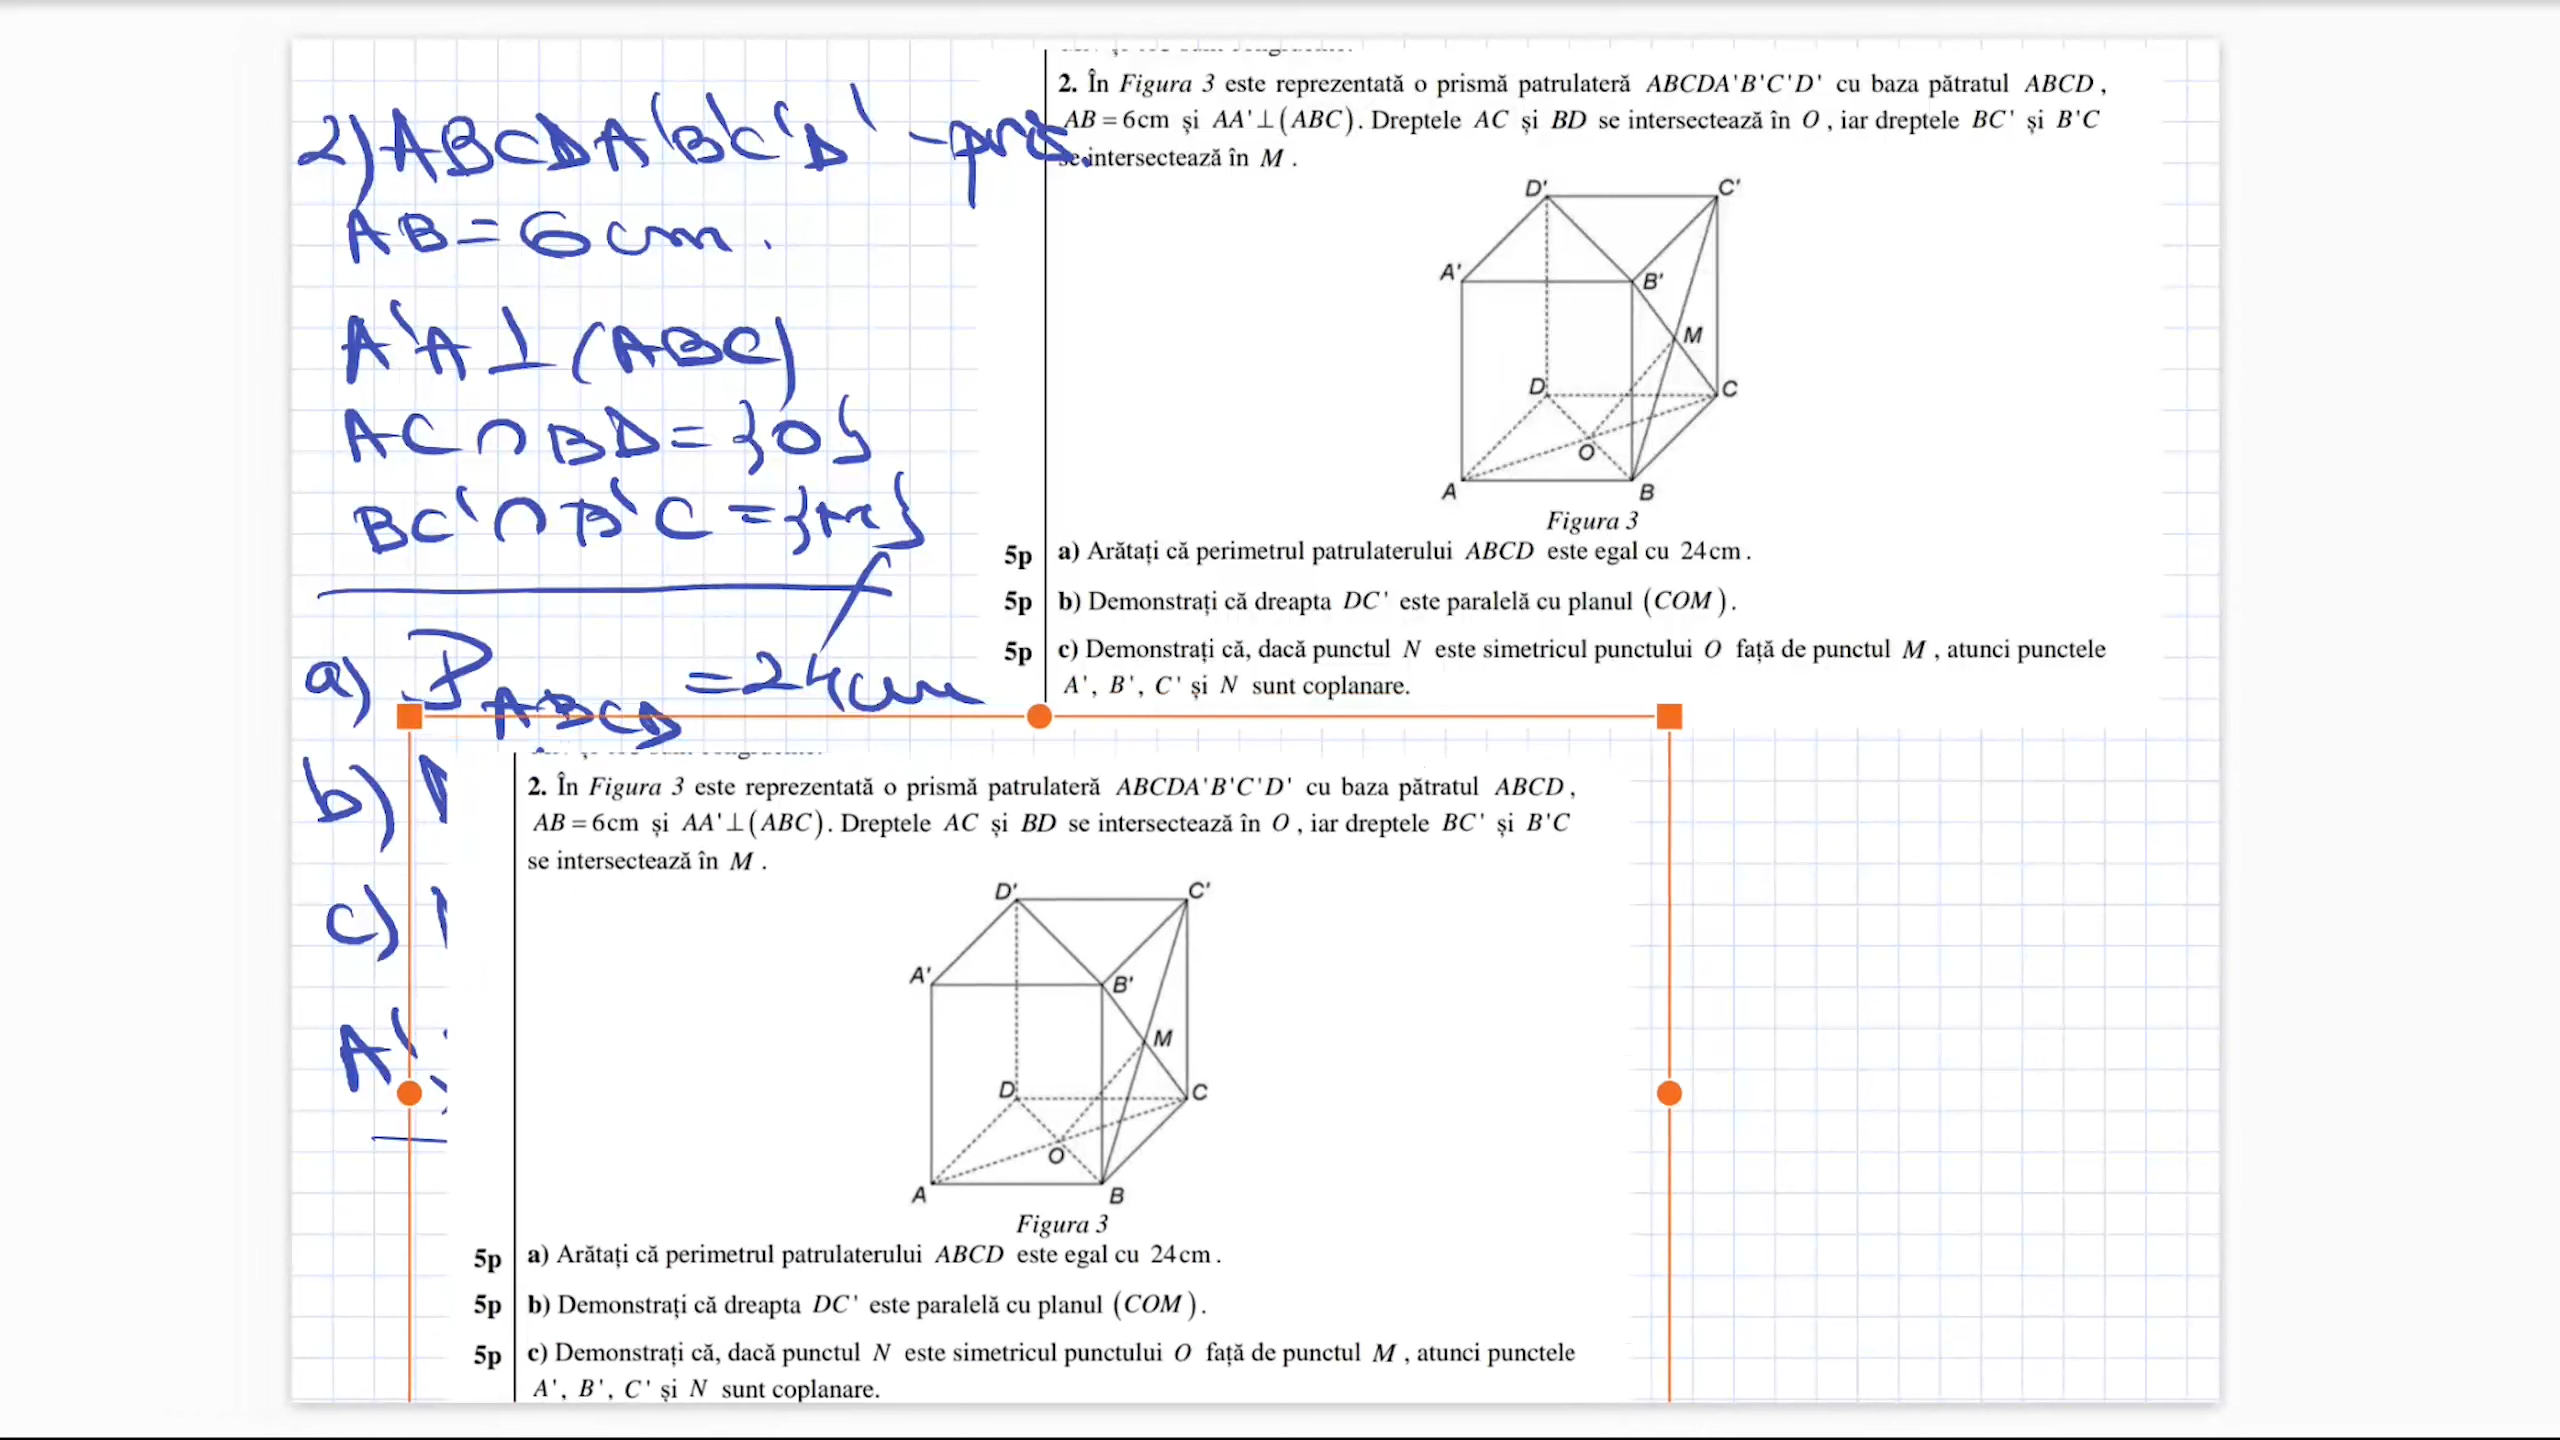 2) ABCDA'B'C'D' - pris.
AB = 6 cm.
A'A ⊥ (ABC)
AC ∩ BD = {O}
BC' ∩ B'C = {M}
a) P ABCD = 24 cm
b)
c)
A'
2. În Figura 3 este reprezentată o prismă patrulateră ABCDA'B'C'D' cu baza pătratul ABCD,
AB = 6cm și AA' ⊥ (ABC). Dreptele AC și BD se intersectează în O, iar dreptele BC' și B'C
se intersectează în M.
D' C'
A' B'
M
D C
O
A B
Figura 3
5p a) Arătați că perimetrul patrulaterului ABCD este egal cu 24cm.
5p b) Demonstrați că dreapta DC' este paralelă cu planul (COM).
5p c) Demonstrați că, dacă punctul N este simetricul punctului O față de punctul M, atunci punctele
A', B', C' și N sunt coplanare.
2. În Figura 3 este reprezentată o prismă patrulateră ABCDA'B'C'D' cu baza pătratul ABCD,
AB = 6cm și AA' ⊥ (ABC). Dreptele AC și BD se intersectează în O, iar dreptele BC' și B'C
se intersectează în M.
D' C'
A' B'
M
D C
O
A B
Figura 3
5p a) Arătați că perimetrul patrulaterului ABCD este egal cu 24cm.
5p b) Demonstrați că dreapta DC' este paralelă cu planul (COM).
5p c) Demonstrați că, dacă punctul N este simetricul punctului O față de punctul M, atunci punctele
A', B', C' și N sunt coplanare.